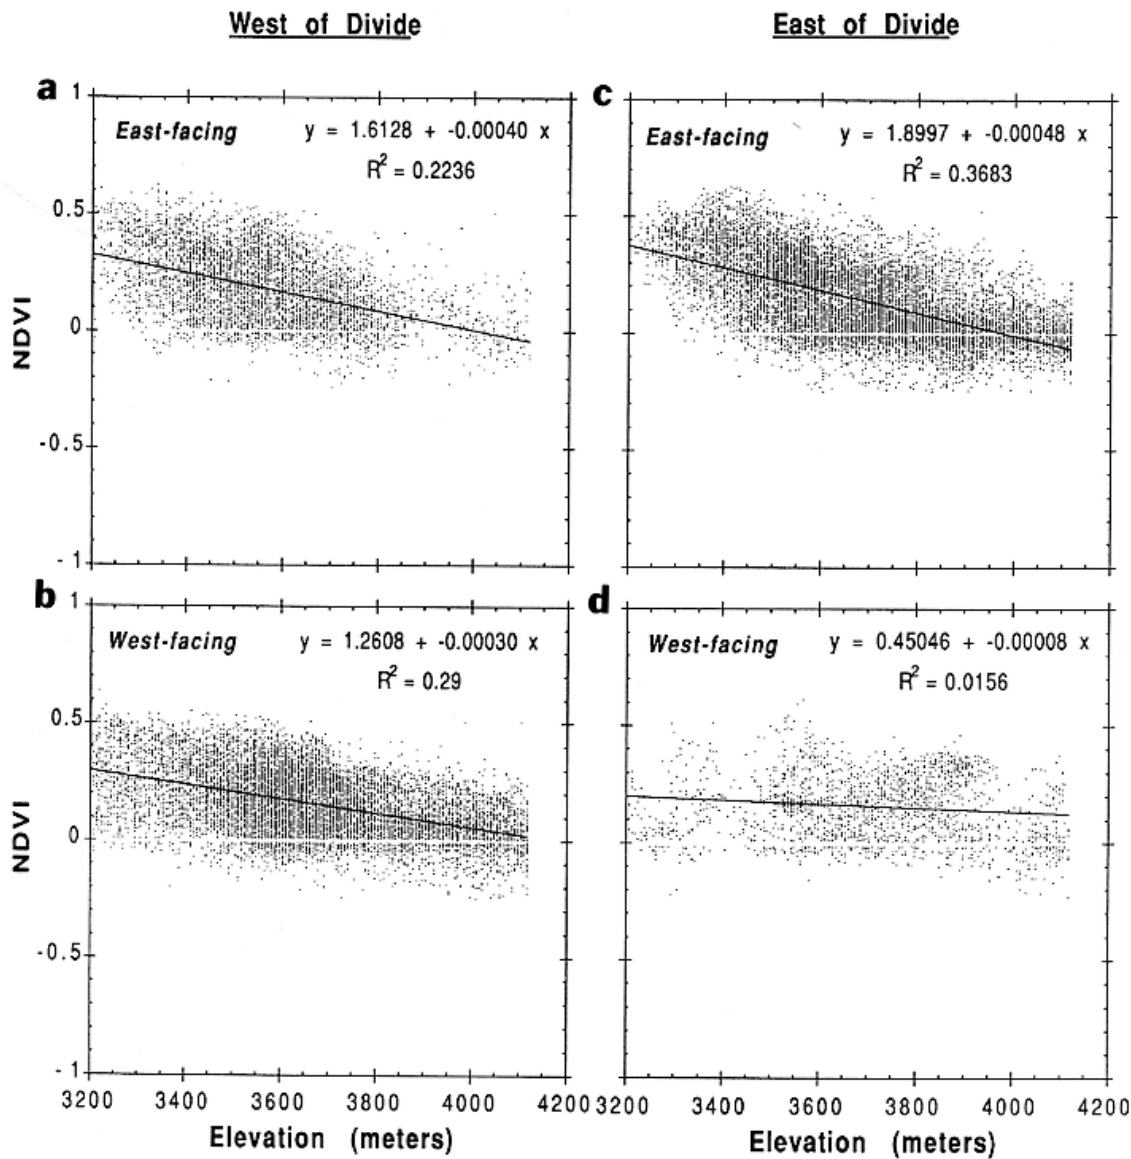 West of Divide
East of Divide
a
1
East-facing
y = 1.6128 + -0.00040 x
R² = 0.2236
0.5
NDVI
0
-0.5
-1
c
East-facing
y = 1.8997 + -0.00048 x
R² = 0.3683
b
1
West-facing
y = 1.2608 + -0.00030 x
R² = 0.29
0.5
NDVI
0
-0.5
-1
3200 3400 3600 3800 4000 4200
Elevation (meters)
d
West-facing
y = 0.45046 + -0.00008 x
R² = 0.0156
3200 3400 3600 3800 4000 4200
Elevation (meters)